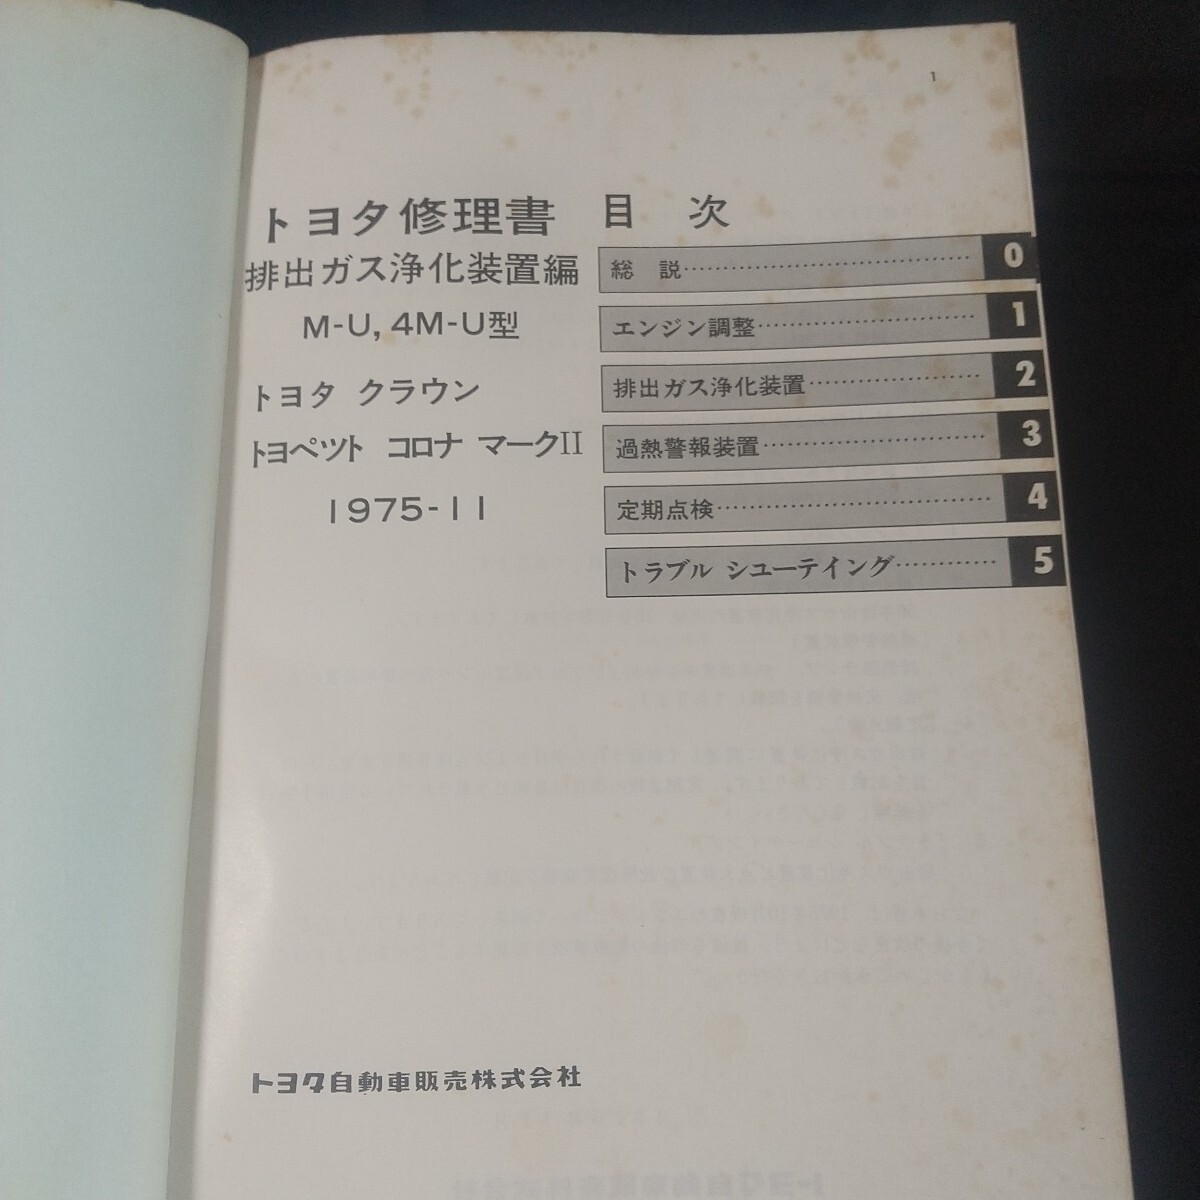 1
トヨタ修理書
排出ガス浄化装置編
M-U, 4M-U型
トヨタ クラウン
トヨペツト コロナ マークII
1975-11
目 次
総 説 0
エンジン調整 1
排出ガス浄化装置 2
過熱警報装置 3
定期点検 4
トラブル シユーテイング 5
トヨタ自動車販売株式会社